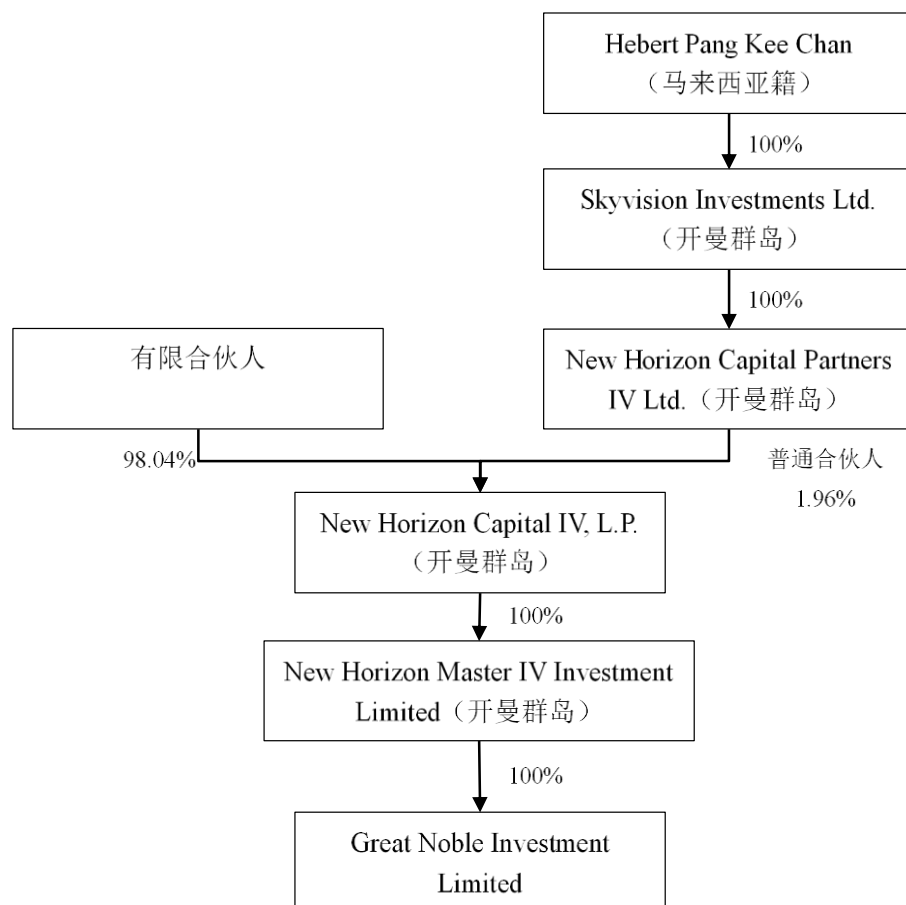 Hebert Pang Kee Chan
（马来西亚籍）
100%
Skyvision Investments Ltd.
（开曼群岛）
100%
有限合伙人
New Horizon Capital Partners
IV Ltd.（开曼群岛）
98.04%
普通合伙人
1.96%
New Horizon Capital IV, L.P.
（开曼群岛）
100%
New Horizon Master IV Investment
Limited（开曼群岛）
100%
Great Noble Investment
Limited